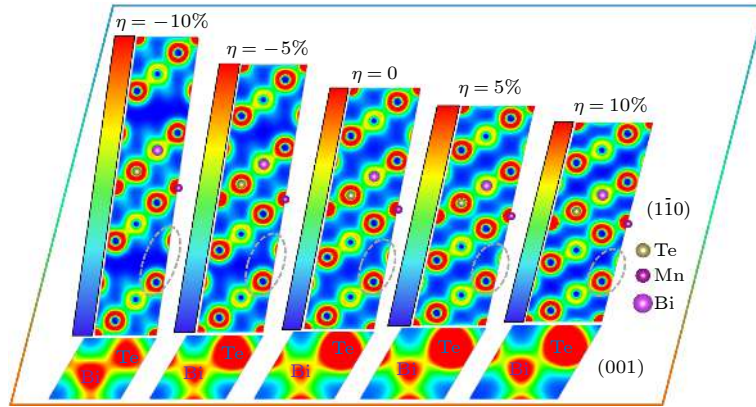 η = −10%
η = −5%
η = 0
η = 5%
η = 10%
(11̄0)
Te
Mn
Bi
Bi Te
Bi Te
Bi Te
Bi Te
Bi Te
(001)